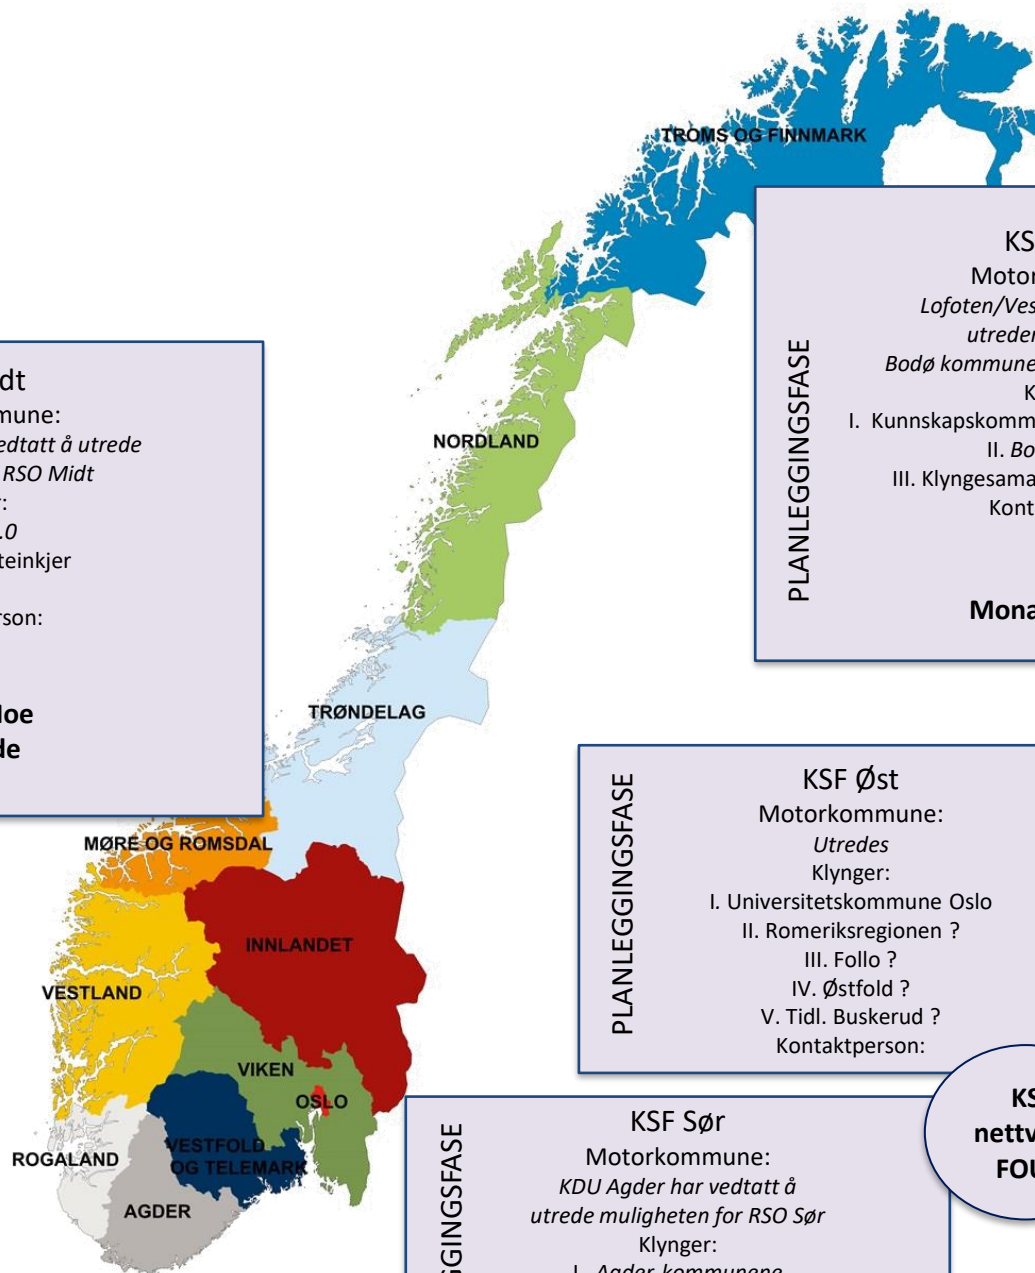 TROMS OG FINNMARK
NORDLAND
TRØNDELAG
MØRE OG ROMSDAL
INNLANDET
VESTLAND
VIKEN
OSLO
VESTFOLD
OG TELEMARK
ROGALAND
AGDER
dt
mune:
edtatt å utrede
RSO Midt
r:
.0
teinkjer
rson:
loe
de
PLANLEGGINGSFASE
KS
Motor
Lofoten/Ves
utreder
Bodø kommune
K
I. Kunnskapskomm
II. Bo
III. Klyngesama
Kont
Mona
PLANLEGGINGSFASE
KSF Øst
Motorkommune:
Utredes
Klynger:
I. Universitetskommune Oslo
II. Romeriksregionen ?
III. Follo ?
IV. Østfold ?
V. Tidl. Buskerud ?
Kontaktperson:
KS
nettv
FOU
GGINGSFASE
KSF Sør
Motorkommune:
KDU Agder har vedtatt å
utrede muligheten for RSO Sør
Klynger:
I. Agder-kommunene